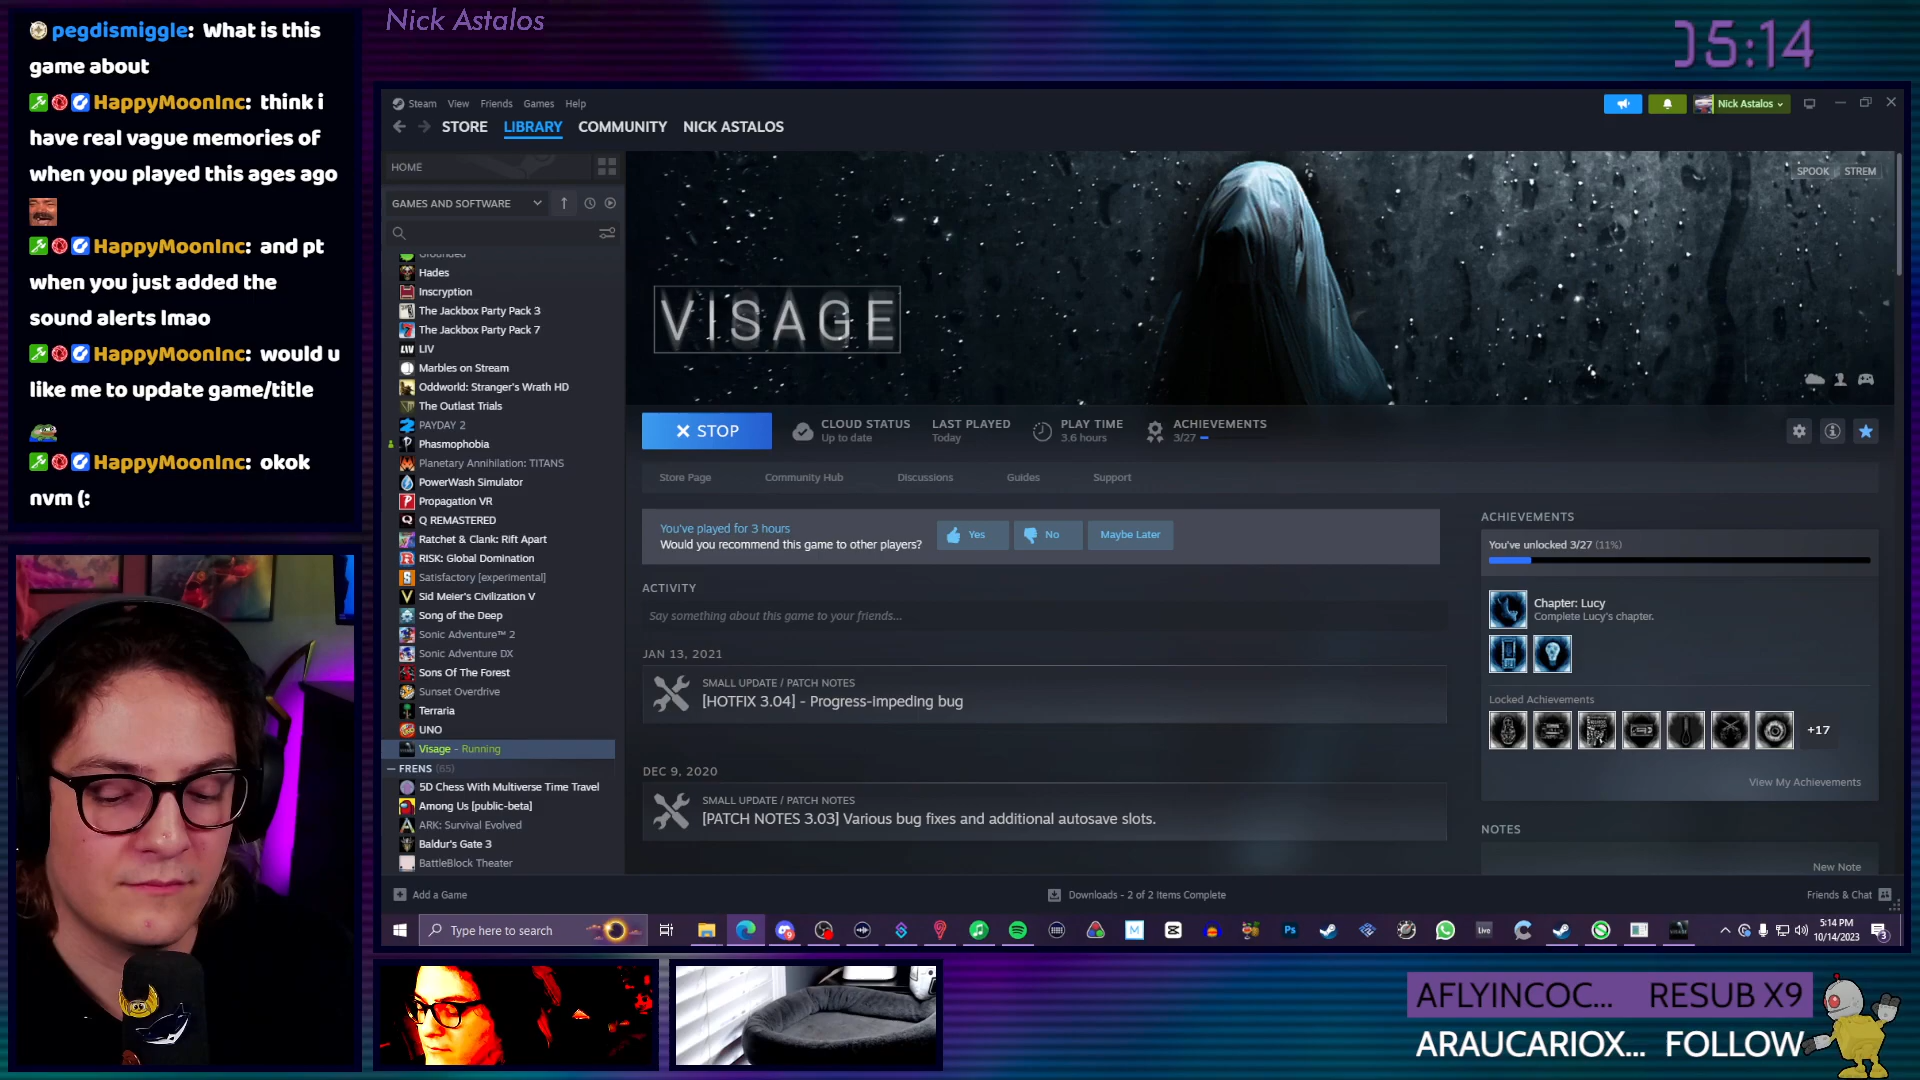 pegdismiggle: What is this
game about
HappyMoonInc: think i
have real vague memories of
when you played this ages ago
HappyMoonInc: and pt
when you just added the
sound alerts lmao
HappyMoonInc: would u
like me to update game/title
HappyMoonInc: okok
nvm (:
Nick Astalos
05:14
Steam View Friends Games Help
Nick Astalos
STORE LIBRARY COMMUNITY NICK ASTALOS
HOME
GAMES AND SOFTWARE
Grounded
Hades
Inscryption
The Jackbox Party Pack 3
The Jackbox Party Pack 7
LIV
Marbles on Stream
Oddworld: Stranger's Wrath HD
The Outlast Trials
PAYDAY 2
Phasmophobia
Planetary Annihilation: TITANS
PowerWash Simulator
Propagation VR
Q REMASTERED
Ratchet & Clank: Rift Apart
RISK: Global Domination
Satisfactory [experimental]
Sid Meier's Civilization V
Song of the Deep
Sonic Adventure™ 2
Sonic Adventure DX
Sons Of The Forest
Sunset Overdrive
Terraria
UNO
Visage - Running
FRENS (65)
5D Chess With Multiverse Time Travel
Among Us [public-beta]
ARK: Survival Evolved
Baldur's Gate 3
BattleBlock Theater
SPOOK STREM
VISAGE
STOP
CLOUD STATUS
Up to date
LAST PLAYED
Today
PLAY TIME
3.6 hours
ACHIEVEMENTS
3/27
Store Page Community Hub Discussions Guides Support
You've played for 3 hours
Would you recommend this game to other players?
Yes No Maybe Later
ACTIVITY
Say something about this game to your friends...
JAN 13, 2021
SMALL UPDATE / PATCH NOTES
[HOTFIX 3.04] - Progress-impeding bug
DEC 9, 2020
SMALL UPDATE / PATCH NOTES
[PATCH NOTES 3.03] Various bug fixes and additional autosave slots.
ACHIEVEMENTS
You've unlocked 3/27 (11%)
Chapter: Lucy
Complete Lucy's chapter.
Locked Achievements
+17
View My Achievements
NOTES
New Note
Add a Game
Downloads - 2 of 2 Items Complete
Friends & Chat
Type here to search
Live
5:14 PM
10/14/2023
AFLYINCOC... RESUB X9
ARAUCARIOX... FOLLOW